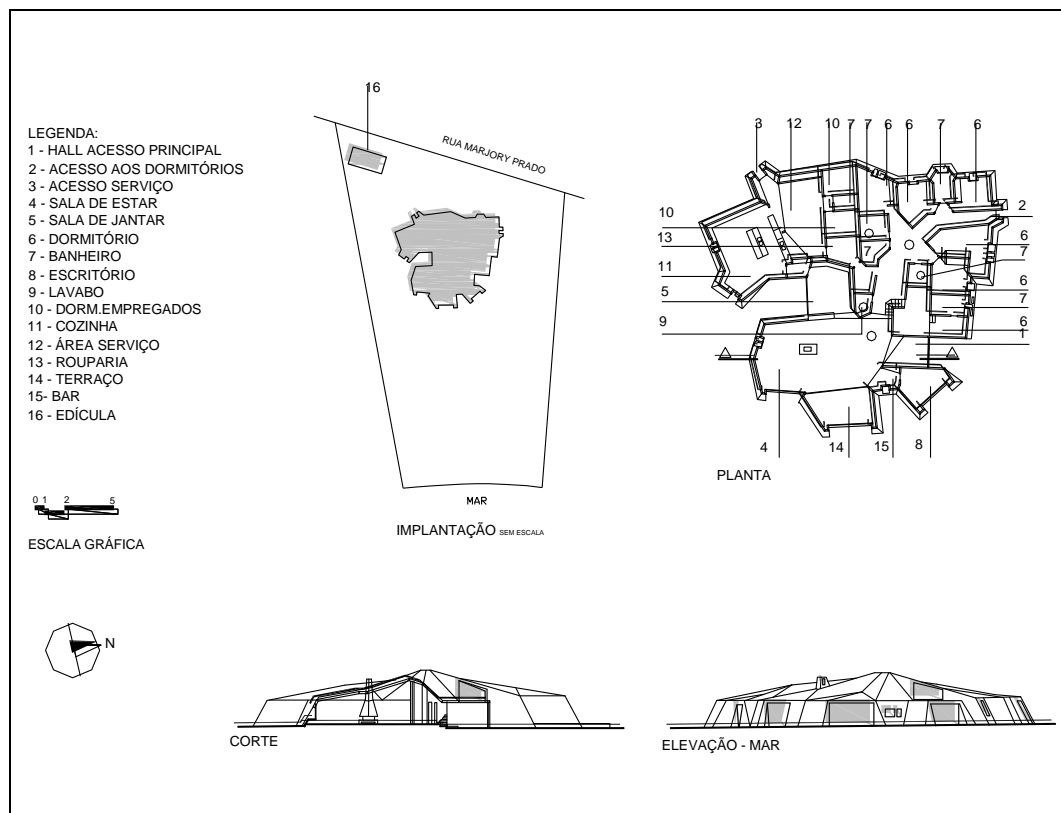 LEGENDA:
1 - HALL ACESSO PRINCIPAL
2 - ACESSO AOS DORMITÓRIOS
3 - ACESSO SERVIÇO
4 - SALA DE ESTAR
5 - SALA DE JANTAR
6 - DORMITÓRIO
7 - BANHEIRO
8 - ESCRITÓRIO
9 - LAVABO
10 - DORM.EMPREGADOS
11 - COZINHA
12 - ÁREA SERVIÇO
13 - ROUPARIA
14 - TERRAÇO
15- BAR
16 - EDÍCULA
0 1 2 5
ESCALA GRÁFICA
N
16
RUA MARJORY PRADO
MAR
IMPLANTAÇÃO SEM ESCALA
3 12 10 7 7 6 6 7 6
10
13
11
5
9
7
2
6
7
6
7
6
1
4 14 15 8
PLANTA
CORTE
ELEVAÇÃO - MAR